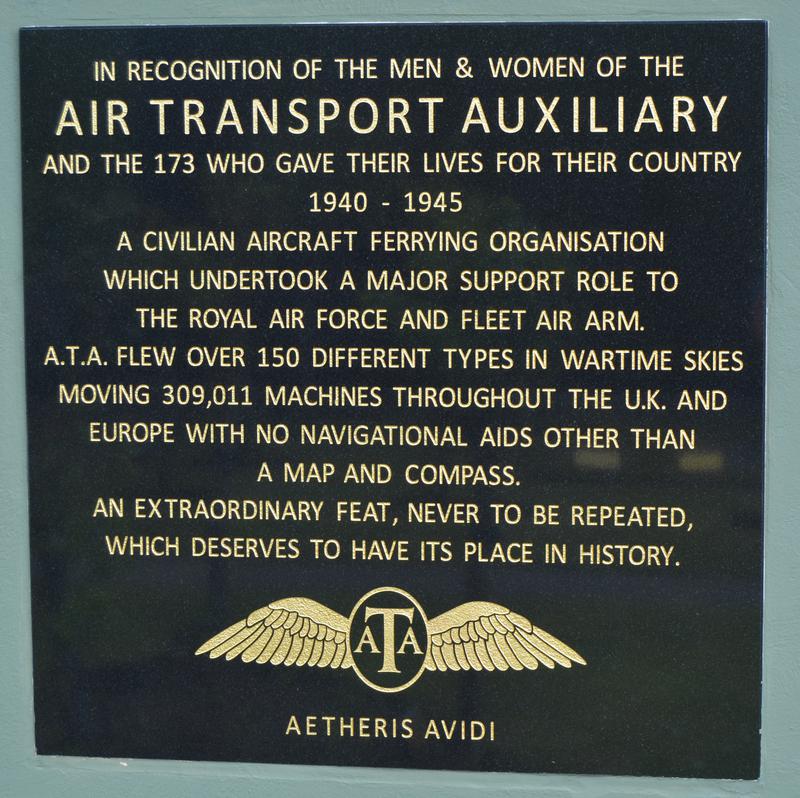 IN RECOGNITION OF THE MEN & WOMEN OF THE
AIR TRANSPORT AUXILIARY
AND THE 173 WHO GAVE THEIR LIVES FOR THEIR COUNTRY
1940 - 1945
A CIVILIAN AIRCRAFT FERRYING ORGANISATION
WHICH UNDERTOOK A MAJOR SUPPORT ROLE TO
THE ROYAL AIR FORCE AND FLEET AIR ARM.
A.T.A. FLEW OVER 150 DIFFERENT TYPES IN WARTIME SKIES
MOVING 309,011 MACHINES THROUGHOUT THE U.K. AND
EUROPE WITH NO NAVIGATIONAL AIDS OTHER THAN
A MAP AND COMPASS.
AN EXTRAORDINARY FEAT, NEVER TO BE REPEATED,
WHICH DESERVES TO HAVE ITS PLACE IN HISTORY.
ATA
AETHERIS AVIDI